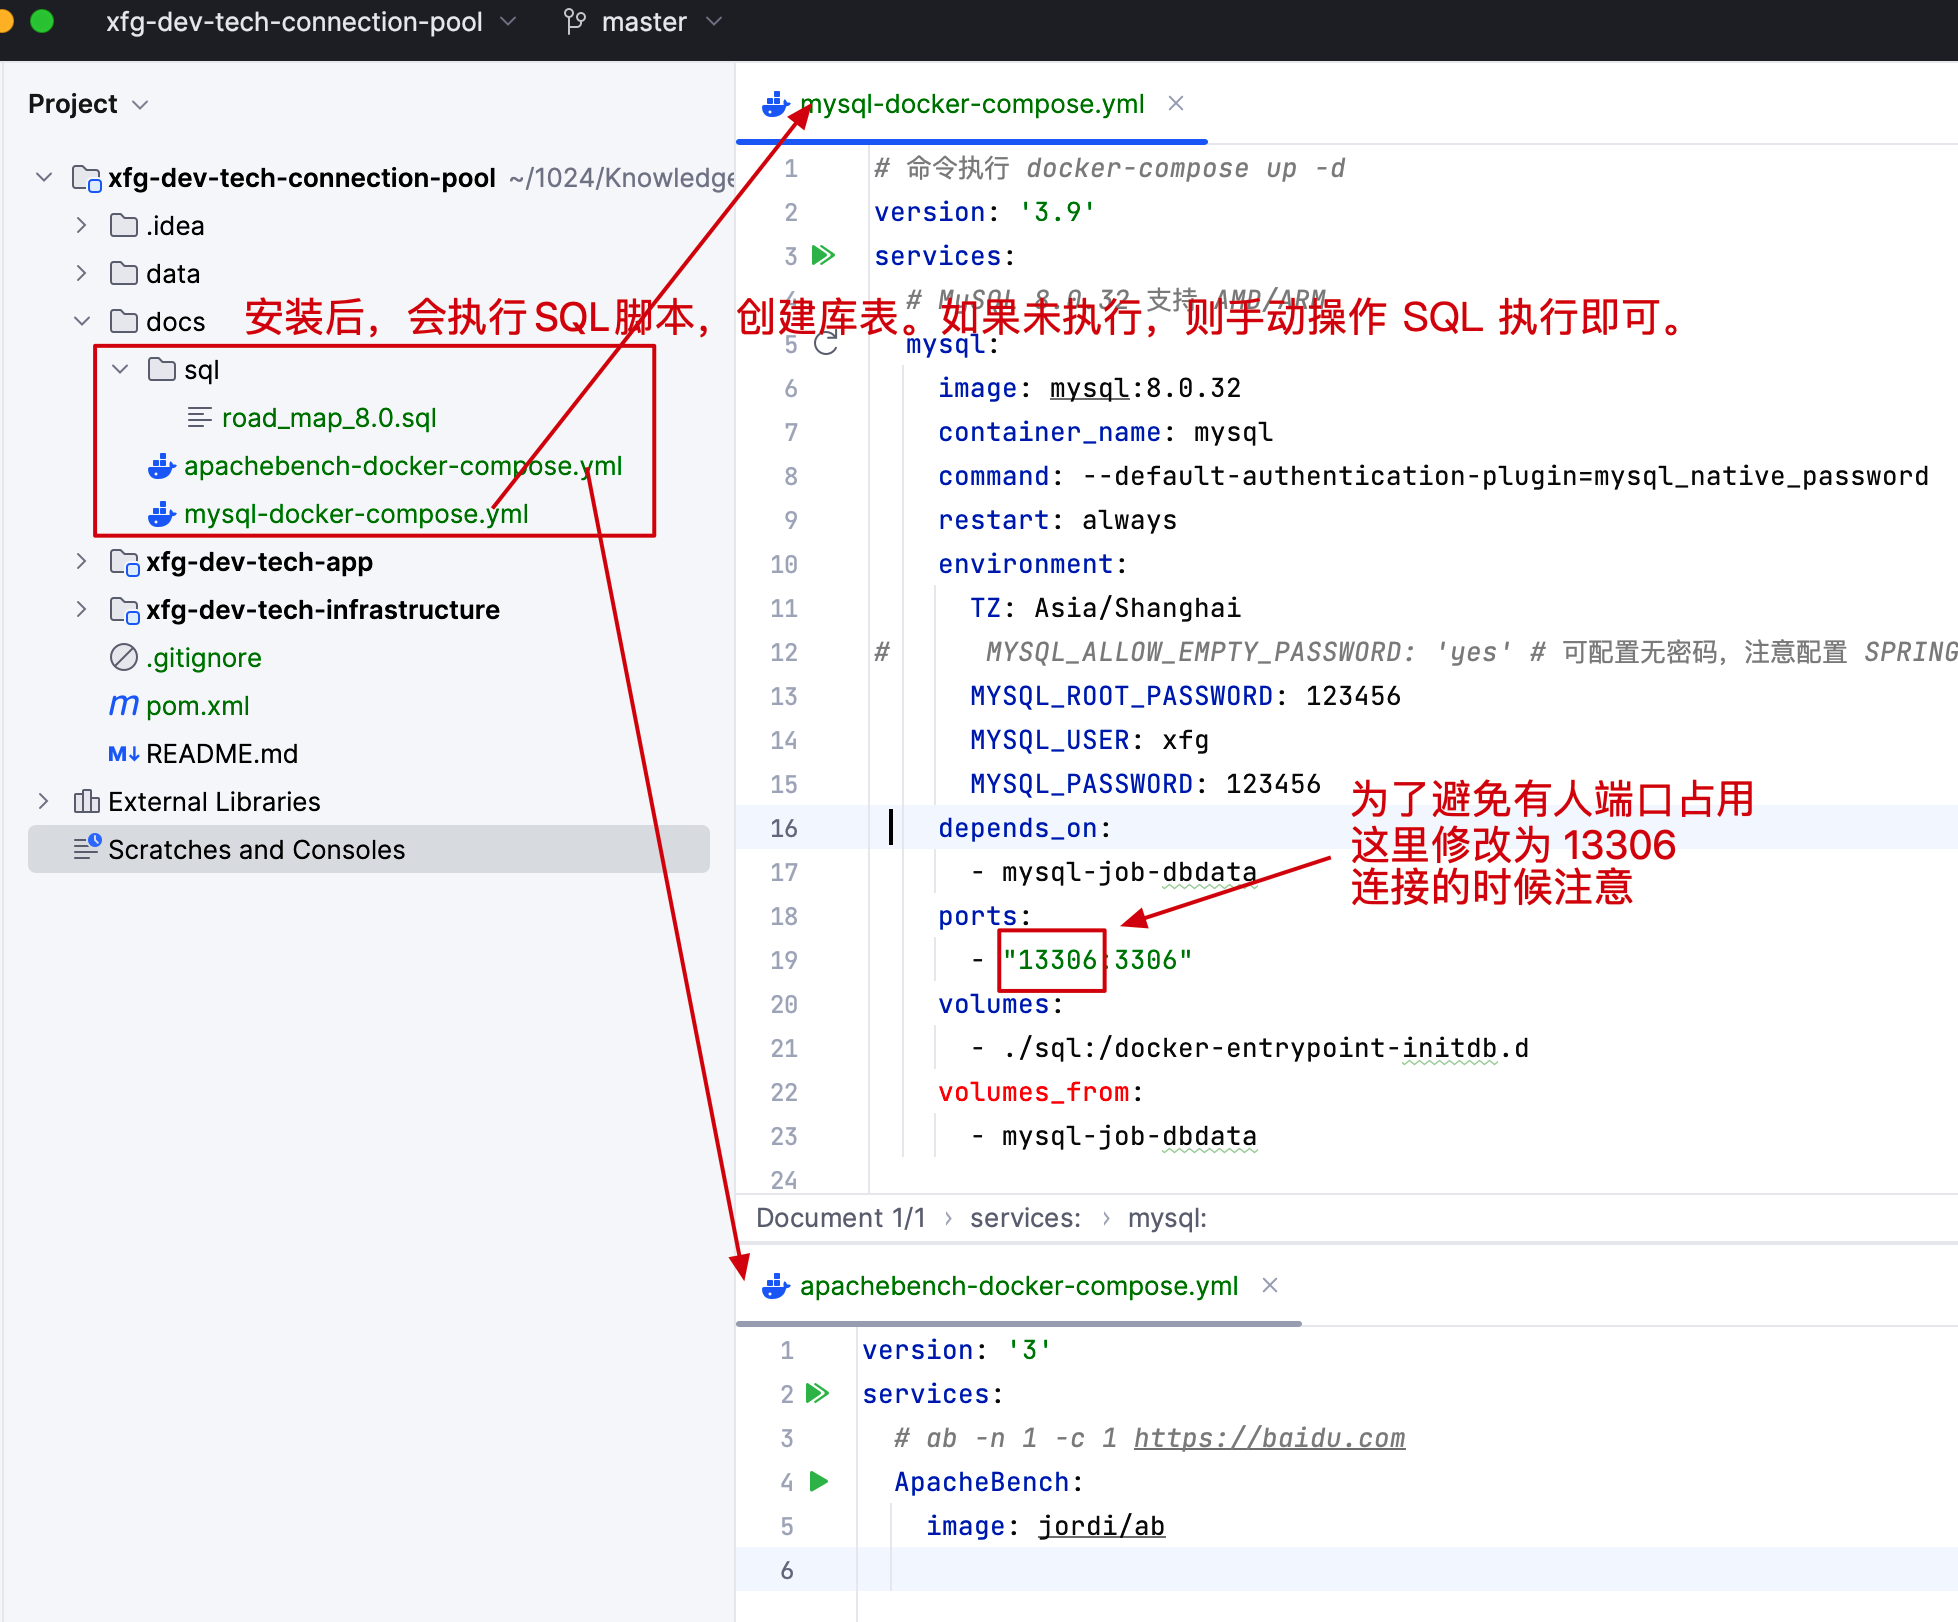 xfg-dev-tech-connection-pool master
Project
xfg-dev-tech-connection-pool ~/1024/Knowledge
.idea
data
docs
安装后，会执行SQL脚本，创建库表。如果未执行，则手动操作 SQL 执行即可。
sql
road_map_8.0.sql
apachebench-docker-compose.yml
mysql-docker-compose.yml
xfg-dev-tech-app
xfg-dev-tech-infrastructure
.gitignore
pom.xml
README.md
External Libraries
Scratches and Consoles
mysql-docker-compose.yml
1 # 命令执行 docker-compose up -d
2 version: '3.9'
3 services:
4 # MySQL 8.0.32 支持 AMD/ARM
5 mysql:
6 image: mysql:8.0.32
7 container_name: mysql
8 command: --default-authentication-plugin=mysql_native_password
9 restart: always
10 environment:
11 TZ: Asia/Shanghai
12 # MYSQL_ALLOW_EMPTY_PASSWORD: 'yes' # 可配置无密码，注意配置 SPRING
13 MYSQL_ROOT_PASSWORD: 123456
14 MYSQL_USER: xfg
15 MYSQL_PASSWORD: 123456
16 depends_on:
17 - mysql-job-dbdata
18 ports:
19 - "13306:3306"
20 volumes:
21 - ./sql:/docker-entrypoint-initdb.d
22 volumes_from:
23 - mysql-job-dbdata
24
为了避免有人端口占用
这里修改为 13306
连接的时候注意
Document 1/1 › services: › mysql:
apachebench-docker-compose.yml
1 version: '3'
2 services:
3 # ab -n 1 -c 1 https://baidu.com
4 ApacheBench:
5 image: jordi/ab
6